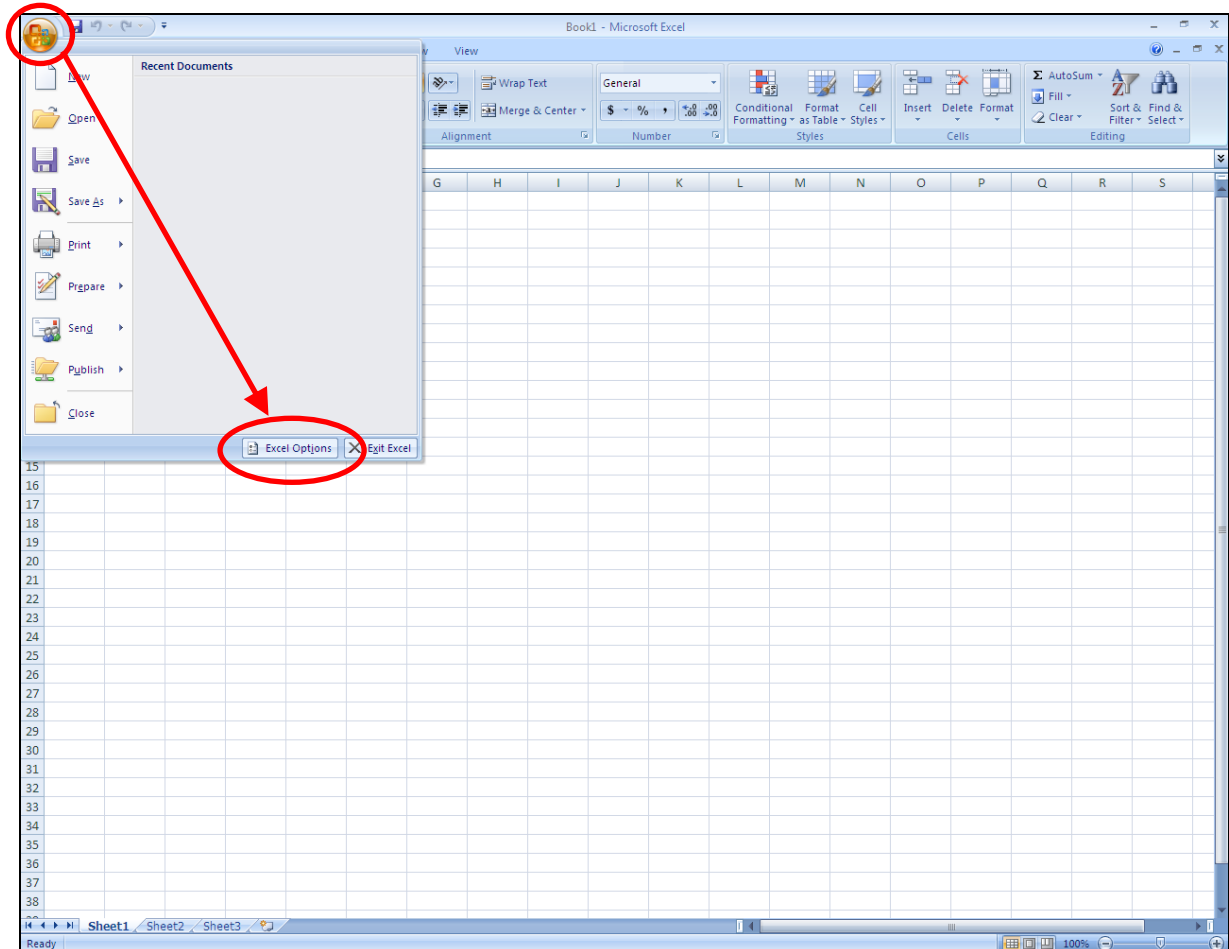 Book1 - Microsoft Excel
View
New
Open
Save
Save As
Print
Prepare
Send
Publish
Close
Recent Documents
Excel Options
Exit Excel
Wrap Text
Merge & Center
Alignment
General
$ % , .00 .00
Number
Conditional Formatting
Format as Table
Cell Styles
Styles
Insert Delete Format
Cells
Σ AutoSum
Fill
Clear
Sort & Filter
Find & Select
Editing
G H I J K L M N O P Q R S
15
16
17
18
19
20
21
22
23
24
25
26
27
28
29
30
31
32
33
34
35
36
37
38
Sheet1 Sheet2 Sheet3
Ready
100%